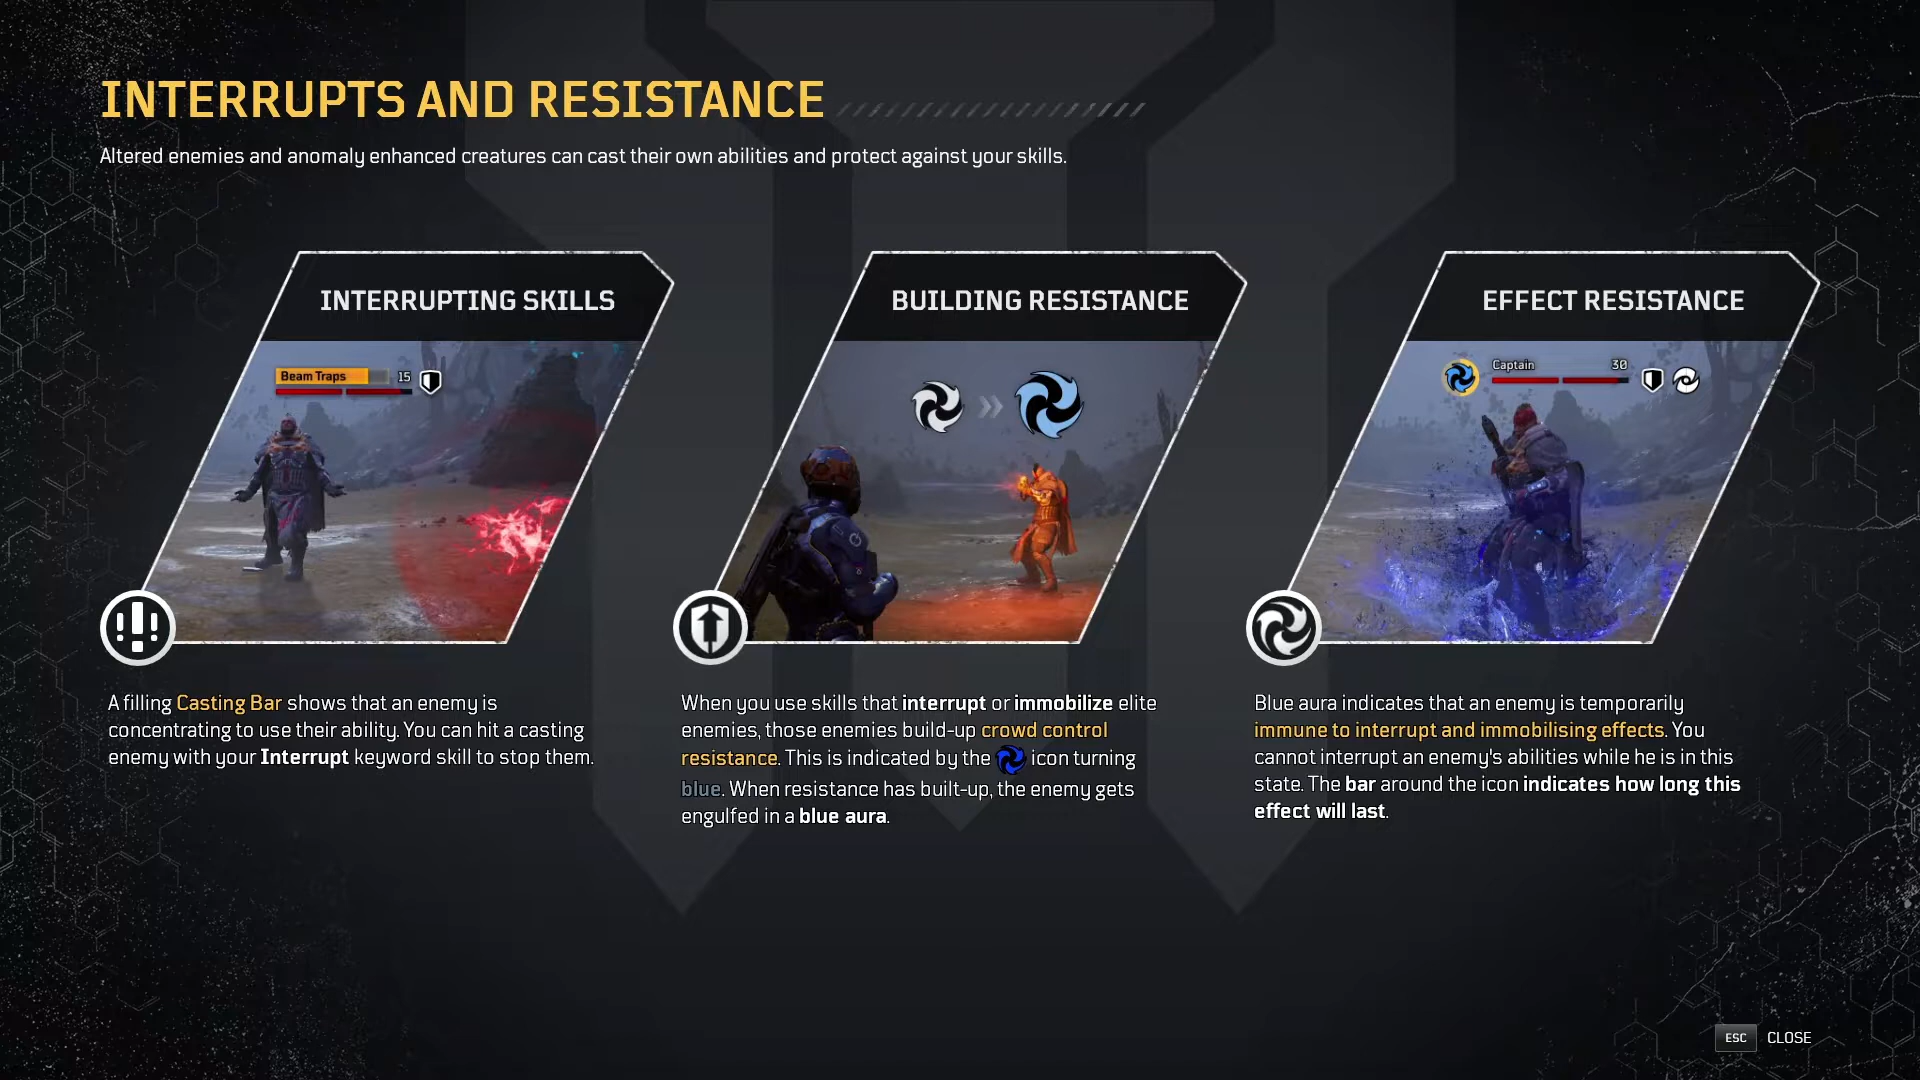 INTERRUPTS AND RESISTANCE
Altered enemies and anomaly enhanced creatures can cast their own abilities and protect against your skills.
INTERRUPTING SKILLS
Beam Traps 15
A filling Casting Bar shows that an enemy is
concentrating to use their ability. You can hit a casting
enemy with your Interrupt keyword skill to stop them.
BUILDING RESISTANCE
When you use skills that interrupt or immobilize elite
enemies, those enemies build-up crowd control
resistance. This is indicated by the icon turning
blue. When resistance has built-up, the enemy gets
engulfed in a blue aura.
EFFECT RESISTANCE
Captain 30
Blue aura indicates that an enemy is temporarily
immune to interrupt and immobilising effects. You
cannot interrupt an enemy's abilities while he is in this
state. The bar around the icon indicates how long this
effect will last.
ESC CLOSE